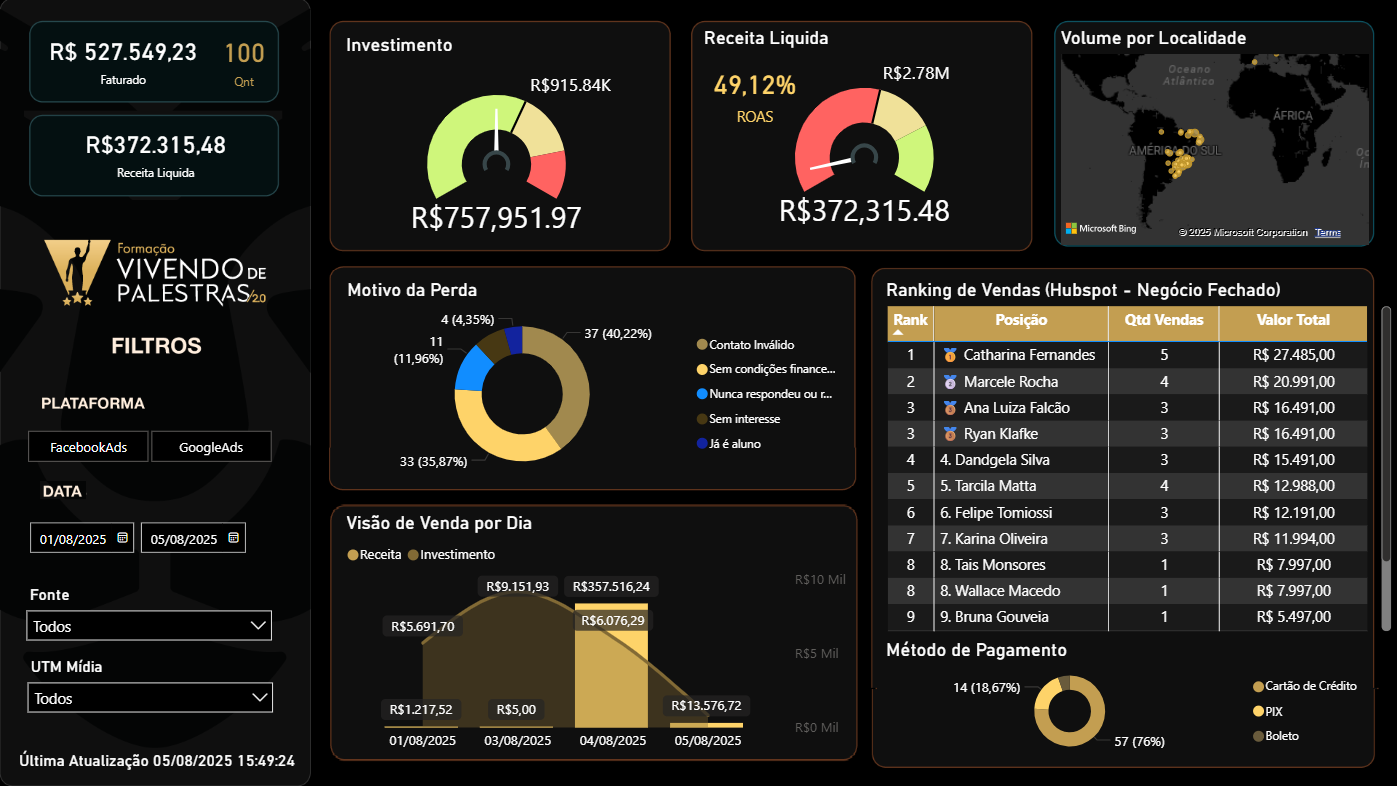 R$ 527.549,23
Faturado
100
Qnt
R$372.315,48
Receita Liquida
Formação
VIVENDO DE
PALESTRAS V2.0
FILTROS
PLATAFORMA
FacebookAds
GoogleAds
DATA
01/08/2025
05/08/2025
Fonte
Todos
UTM Mídia
Todos
Última Atualização 05/08/2025 15:49:24
Investimento
R$915.84K
R$757,951.97
Receita Liquida
49,12%
ROAS
R$2.78M
R$372,315.48
Volume por Localidade
Oceano
Atlântico
ÁFRICA
AMÉRICA DO SUL
Oc
Microsoft Bing
© 2025 Microsoft Corporation Terms
Motivo da Perda
4 (4,35%)
11
(11,96%)
37 (40,22%)
33 (35,87%)
Contato Inválido
Sem condições finance...
Nunca respondeu ou r...
Sem interesse
Já é aluno
Visão de Venda por Dia
Receita
Investimento
R$5.691,70
R$9.151,93
R$357.516,24
R$6.076,29
R$1.217,52
R$5,00
R$13.576,72
R$10 Mil
R$5 Mil
R$0 Mil
01/08/2025
03/08/2025
04/08/2025
05/08/2025
Ranking de Vendas (Hubspot - Negócio Fechado)
Rank Posição Qtd Vendas Valor Total
1 🥇 Catharina Fernandes 5 R$ 27.485,00
2 🥈 Marcele Rocha 4 R$ 20.991,00
3 🥉 Ana Luiza Falcão 3 R$ 16.491,00
3 🥉 Ryan Klafke 3 R$ 16.491,00
4 4. Dandgela Silva 3 R$ 15.491,00
5 5. Tarcila Matta 4 R$ 12.988,00
6 6. Felipe Tomiossi 3 R$ 12.191,00
7 7. Karina Oliveira 3 R$ 11.994,00
8 8. Tais Monsores 1 R$ 7.997,00
8 8. Wallace Macedo 1 R$ 7.997,00
9 9. Bruna Gouveia 1 R$ 5.497,00
Método de Pagamento
14 (18,67%)
57 (76%)
Cartão de Crédito
PIX
Boleto